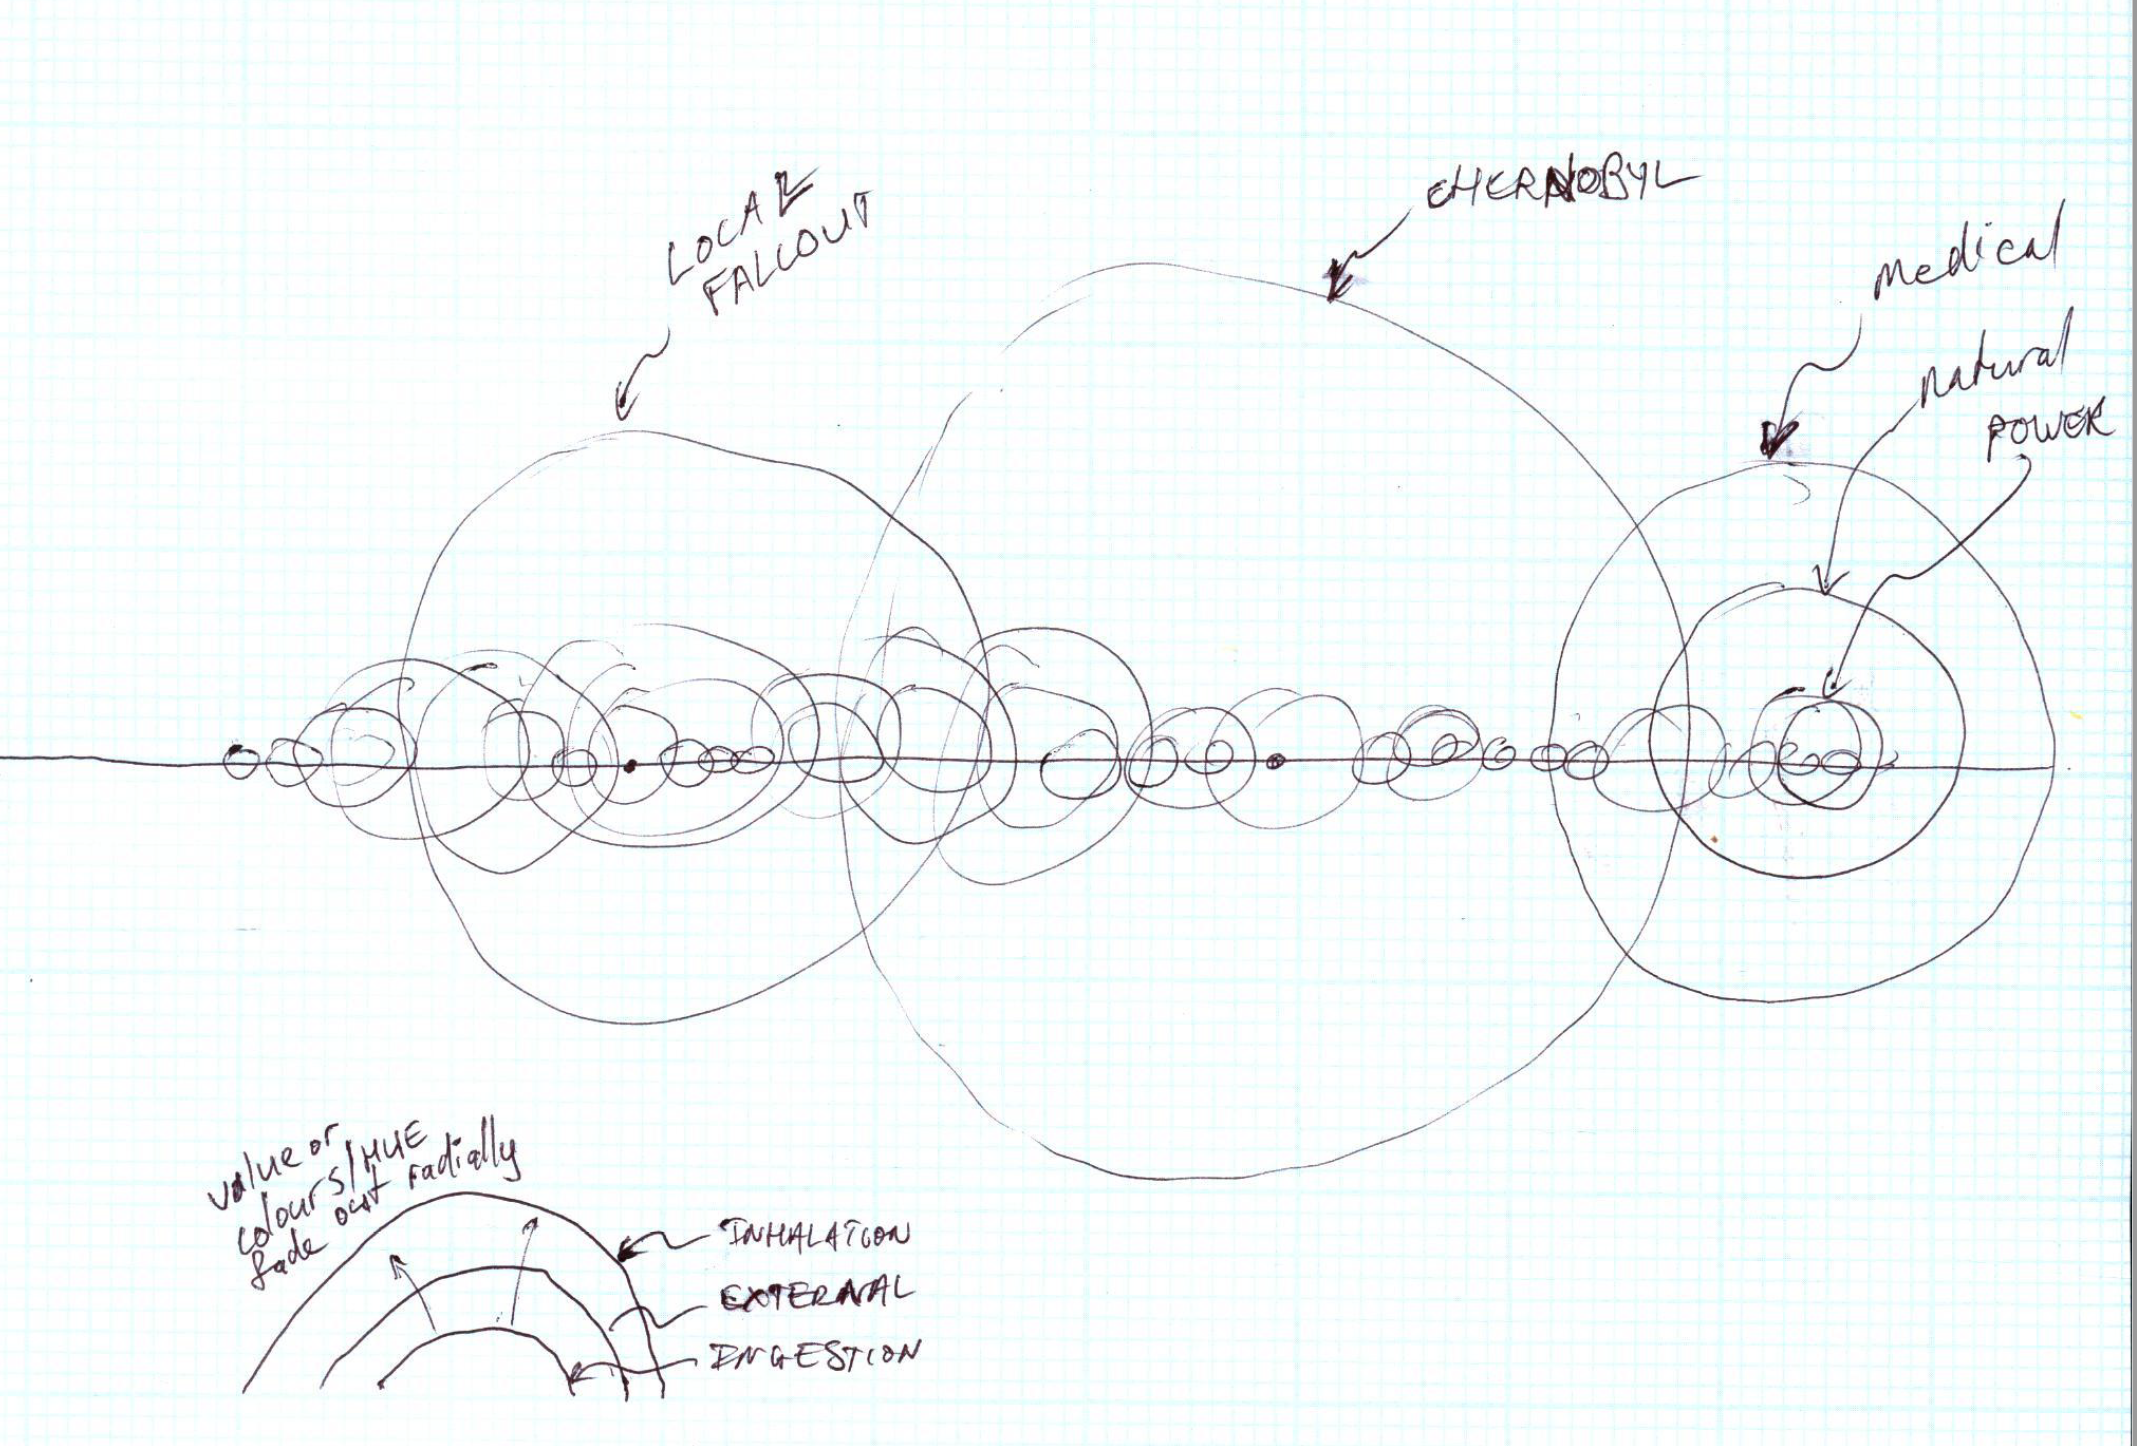 LOCAL
FALLOUT
CHERNOBYL
Medical
natural
POWER
value or
colours/HUE
fade out radially
INHALATION
EXTERNAL
INGESTION